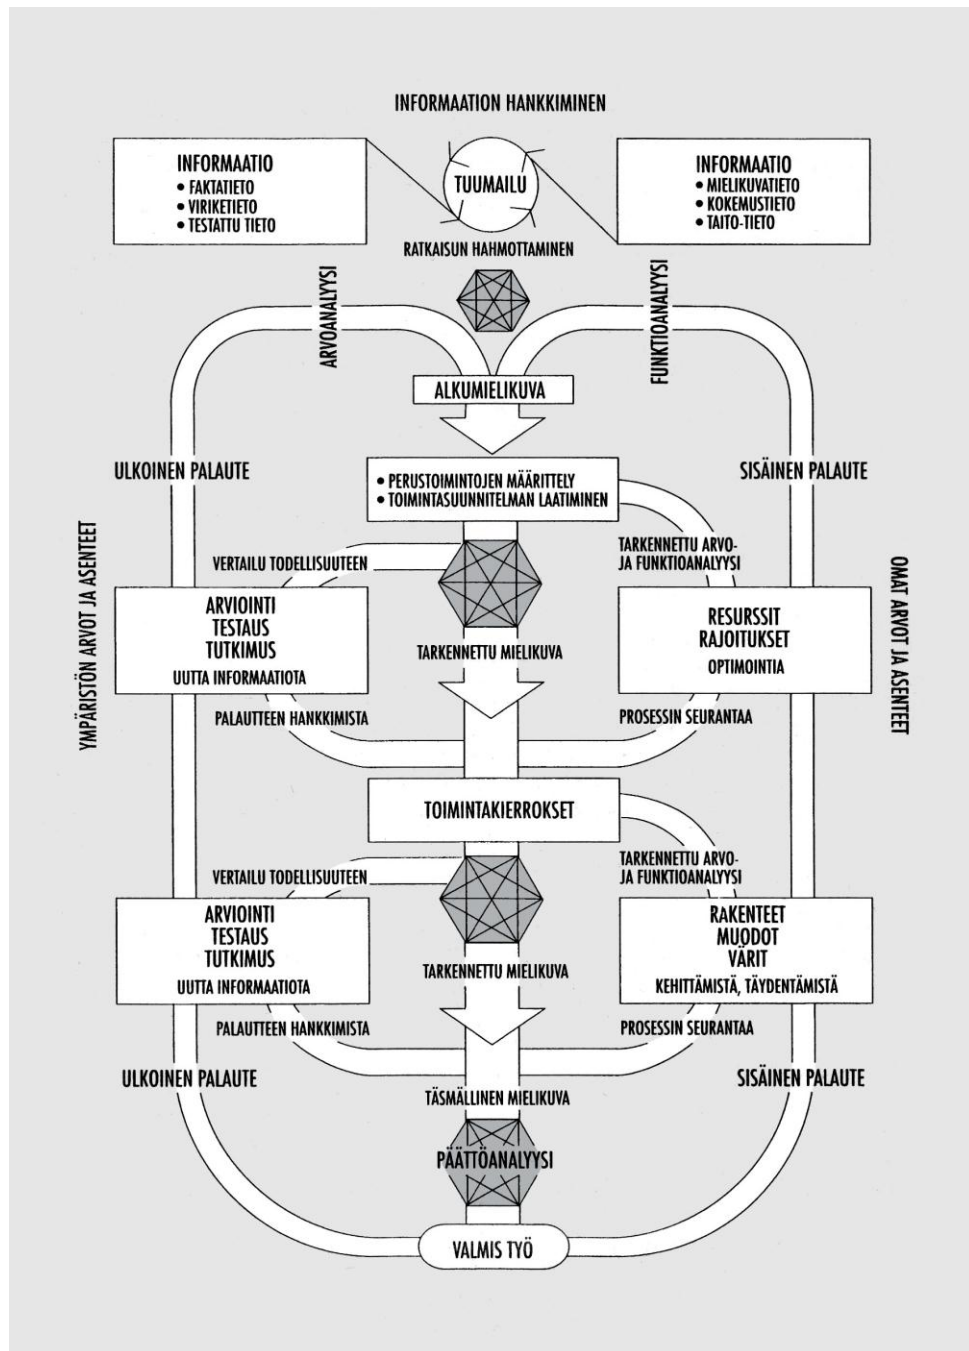 INFORMAATION HANKKIMINEN
INFORMAATIO
• FAKTATIETO
• VIRIKETIETO
• TESTATTU TIETO
TUUMAILU
INFORMAATIO
• MIELIKUVATIETO
• KOKEMUSTIETO
• TAITO-TIETO
RATKAISUN HAHMOTTAMINEN
ARVOANALYYSI
FUNKTIOANALYYSI
ALKUMIELIKUVA
ULKOINEN PALAUTE
SISÄINEN PALAUTE
• PERUSTOIMINTOJEN MÄÄRITTELY
• TOIMINTASUUNNITELMAN LAATIMINEN
YMPÄRISTÖN ARVOT JA ASENTEET
OMAT ARVOT JA ASENTEET
VERTAILU TODELLISUUTEEN
TARKENNETTU ARVO-
JA FUNKTIOANALYYSI
ARVIOINTI
TESTAUS
TUTKIMUS
UUTTA INFORMAATIOTA
TARKENNETTU MIELIKUVA
RESURSSIT
RAJOITUKSET
OPTIMOINTIA
PALAUTTEEN HANKKIMISTA
PROSESSIN SEURANTAA
TOIMINTAKIERROKSET
VERTAILU TODELLISUUTEEN
TARKENNETTU ARVO-
JA FUNKTIOANALYYSI
ARVIOINTI
TESTAUS
TUTKIMUS
UUTTA INFORMAATIOTA
TARKENNETTU MIELIKUVA
RAKENTEET
MUODOT
VÄRIT
KEHITTÄMISTÄ, TÄYDENTÄMISTÄ
PALAUTTEEN HANKKIMISTA
PROSESSIN SEURANTAA
ULKOINEN PALAUTE
SISÄINEN PALAUTE
TÄSMÄLLINEN MIELIKUVA
PÄÄTTÖANALYYSI
VALMIS TYÖ